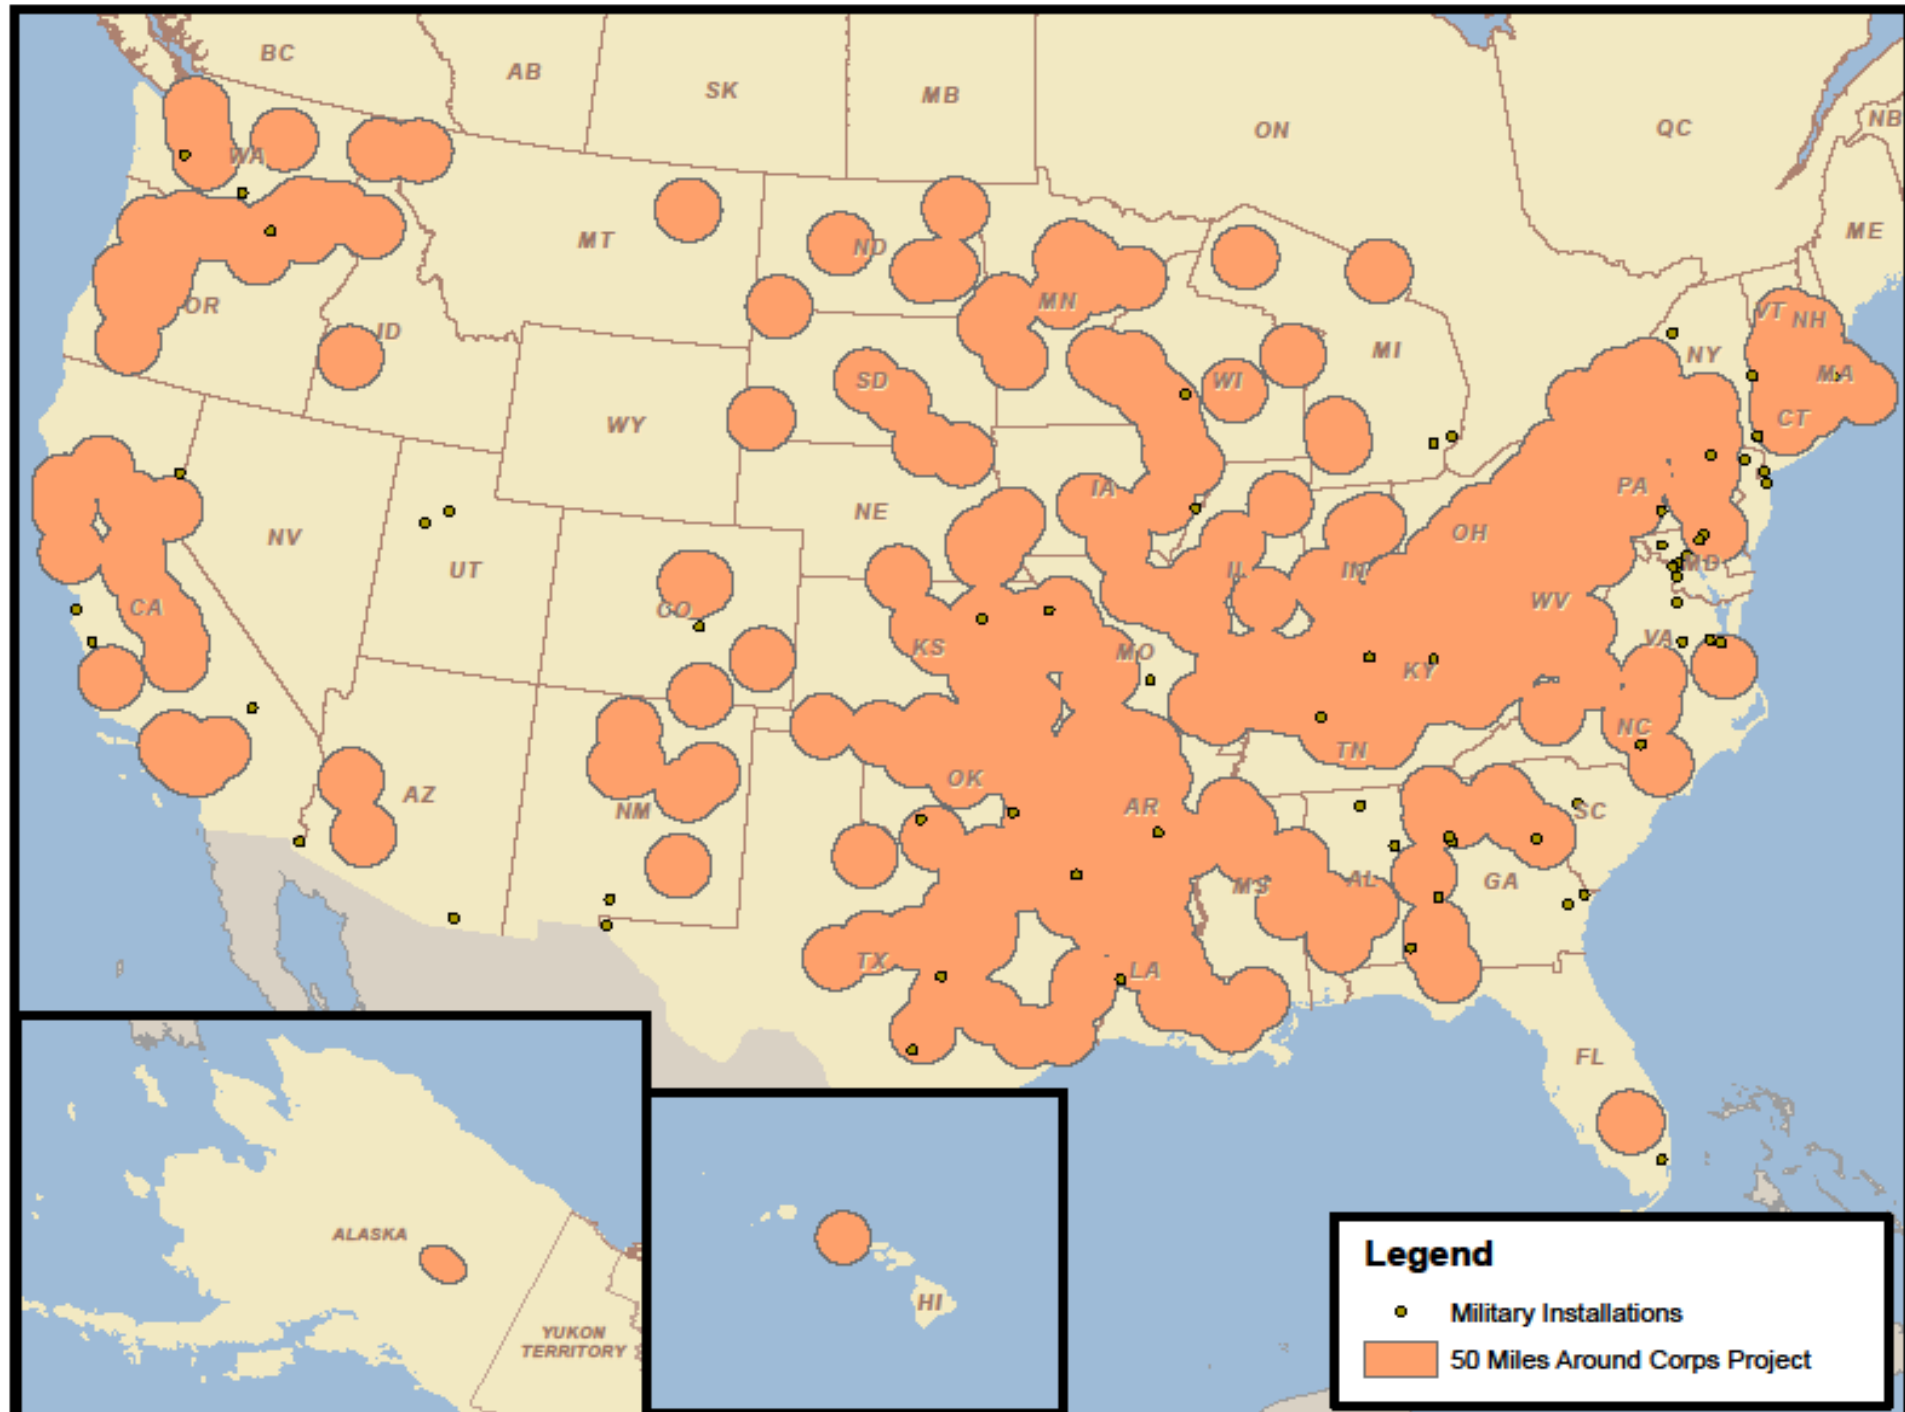 BC
AB
SK
MB
ON
QC
NB
WA
MT
ND
MN
ME
OR
ID
VT
NH
NY
MI
WI
MA
SD
WY
CT
IA
PA
NE
NV
OH
UT
IL
IN
MD
CA
CO
WV
KS
MO
VA
KY
NC
TN
OK
AZ
NM
AR
SC
MS
AL
GA
TX
LA
FL
ALASKA
YUKON
TERRITORY
HI
Legend
Military Installations
50 Miles Around Corps Project